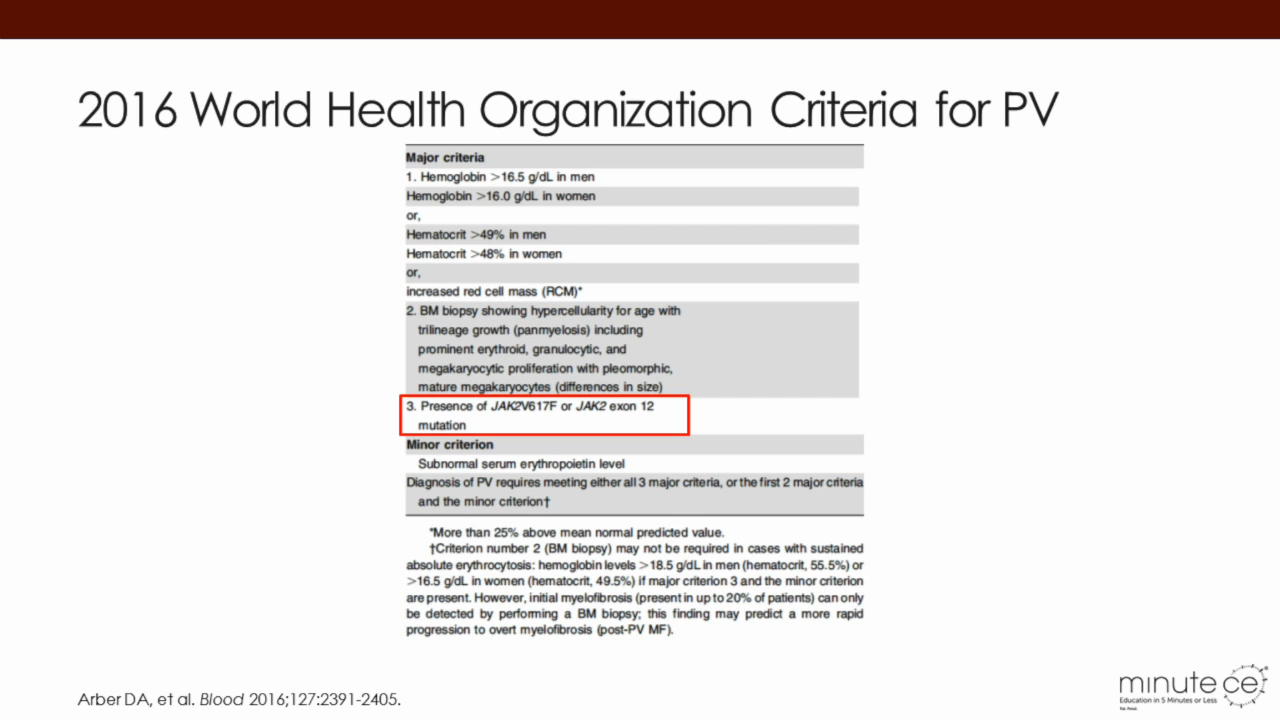 2016 World Health Organization Criteria for PV
Major criteria
1. Hemoglobin >16.5 g/dL in men
Hemoglobin >16.0 g/dL in women
or,
Hematocrit >49% in men
Hematocrit >48% in women
or,
increased red cell mass (RCM)*
2. BM biopsy showing hypercellularity for age with
trilineage growth (panmyelosis) including
prominent erythroid, granulocytic, and
megakaryocytic proliferation with pleomorphic,
mature megakaryocytes (differences in size)
3. Presence of JAK2V617F or JAK2 exon 12
mutation
Minor criterion
Subnormal serum erythropoietin level
Diagnosis of PV requires meeting either all 3 major criteria, or the first 2 major criteria
and the minor criterion†
*More than 25% above mean normal predicted value.
†Criterion number 2 (BM biopsy) may not be required in cases with sustained
absolute erythrocytosis: hemoglobin levels >18.5 g/dL in men (hematocrit, 55.5%) or
>16.5 g/dL in women (hematocrit, 49.5%) if major criterion 3 and the minor criterion
are present. However, initial myelofibrosis (present in up to 20% of patients) can only
be detected by performing a BM biopsy; this finding may predict a more rapid
progression to overt myelofibrosis (post-PV MF).
Arber DA, et al. Blood 2016;127:2391-2405.
minute ce
Education in 5 Minutes or Less